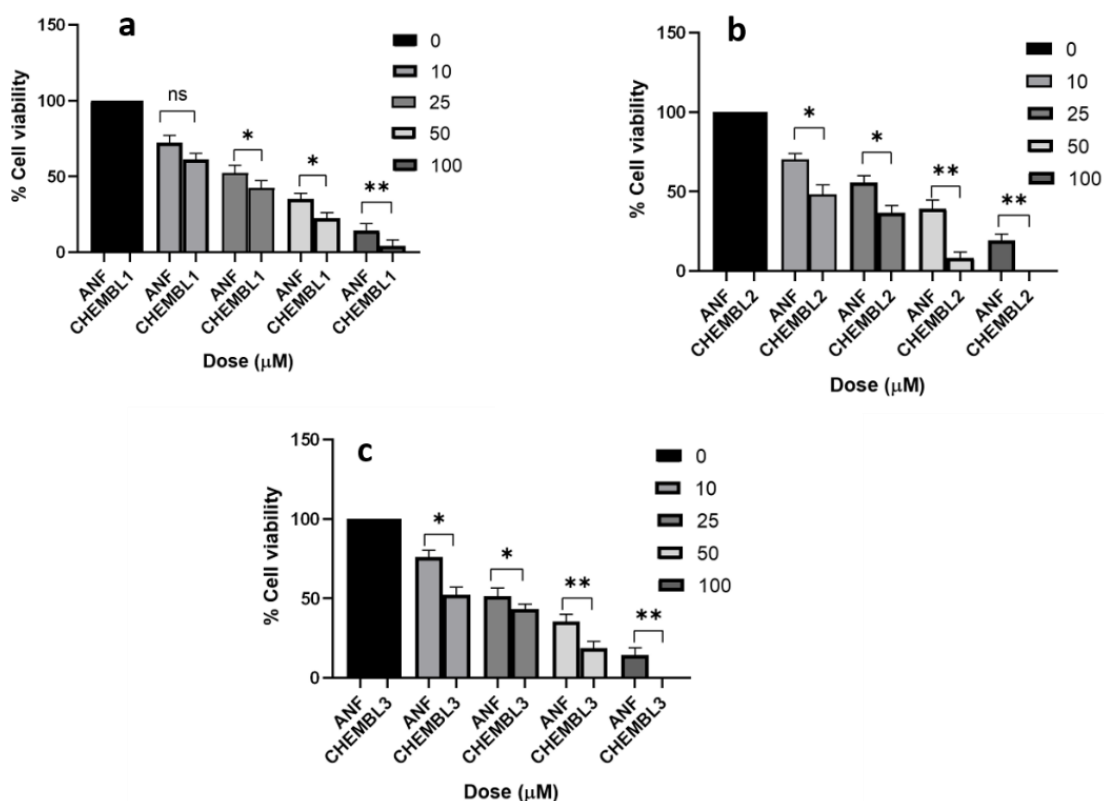 a
% Cell viability
150
100
50
0
ns
*
*
**
0
10
25
50
100
ANF
CHEMBL1
ANF
CHEMBL1
ANF
CHEMBL1
ANF
CHEMBL1
ANF
CHEMBL1
Dose (μM)
b
% Cell viability
150
100
50
0
*
*
**
**
0
10
25
50
100
ANF
CHEMBL2
ANF
CHEMBL2
ANF
CHEMBL2
ANF
CHEMBL2
ANF
CHEMBL2
Dose (μM)
c
% Cell viability
150
100
50
0
*
*
**
**
0
10
25
50
100
ANF
CHEMBL3
ANF
CHEMBL3
ANF
CHEMBL3
ANF
CHEMBL3
ANF
CHEMBL3
Dose (μM)